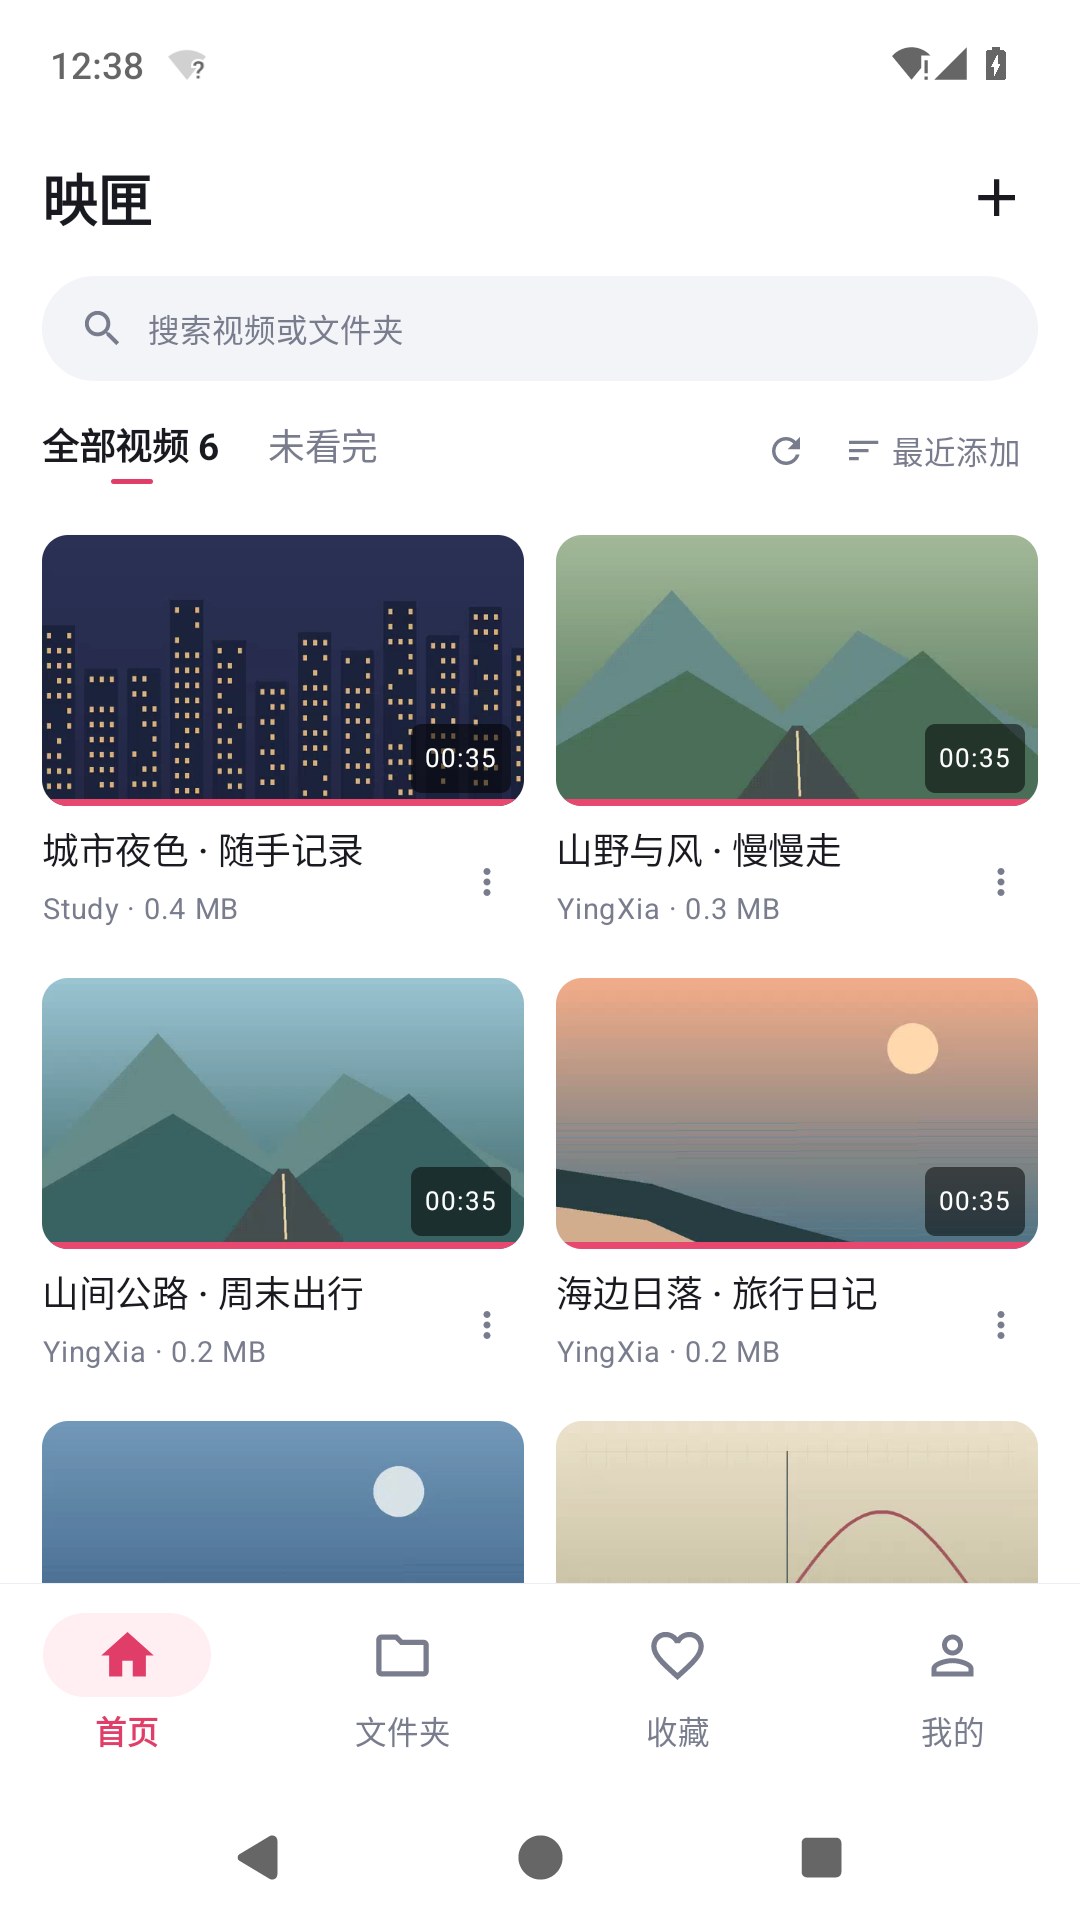 12:38
映匣
搜索视频或文件夹
全部视频 6 未看完 最近添加
00:35 00:35
城市夜色 · 随手记录
Study · 0.4 MB
山野与风 · 慢慢走
YingXia · 0.3 MB
00:35 00:35
山间公路 · 周末出行
YingXia · 0.2 MB
海边日落 · 旅行日记
YingXia · 0.2 MB
首页 文件夹 收藏 我的